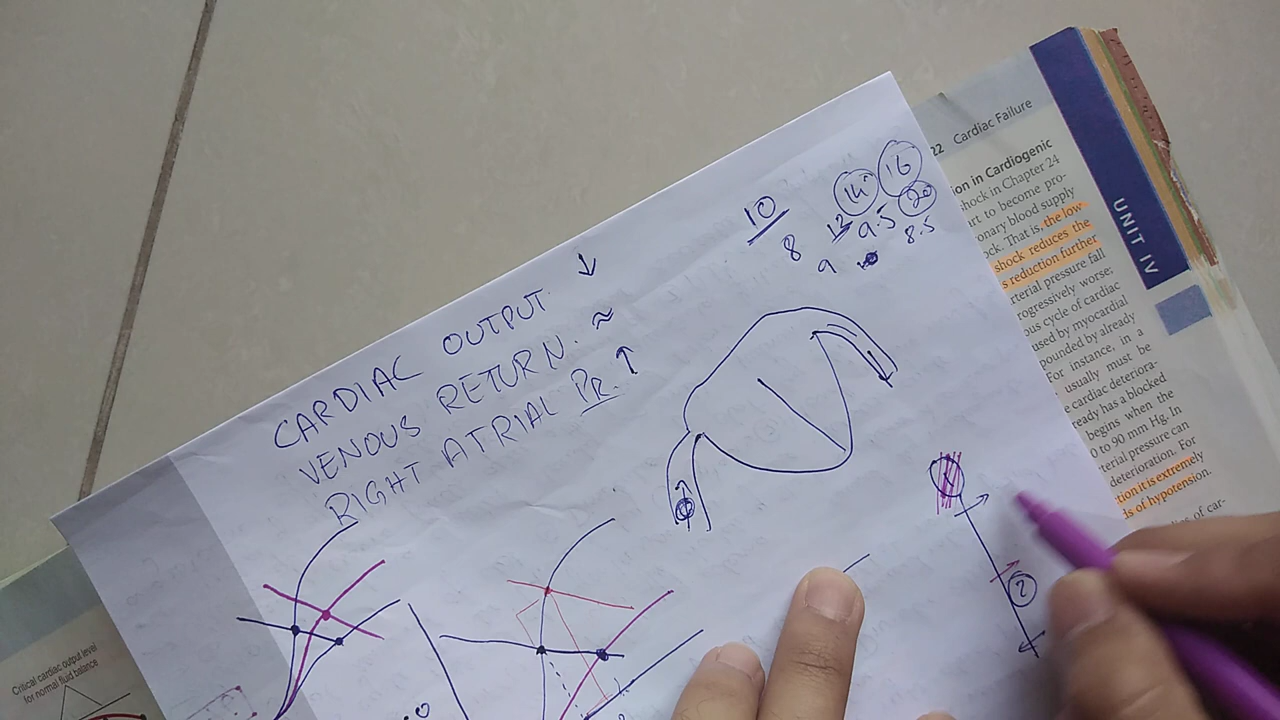 CARDIAC OUTPUT ↓
VENOUS RETURN. ≈
RIGHT ATRIAL PR. ↑
10
8
9
12
14
9.5
16
20
8.5
2
22 Cardiac Failure
ion in Cardiogenic
shock in Chapter 24
art to become pro-
onary blood supply
ock. That is, the low
shock reduces the
s reduction further
rterial pressure fall
rogressively worse;
ous cycle of cardiac
used by myocardial
pounded by already
For instance, in a
usually must be
e cardiac deteriora-
ready has a blocked
begins when the
0 to 90 mm Hg. In
terial pressure can
deterioration. For
tion it is extremely
ds of hypotension.
of car-
UNIT IV
Critical cardiac output level
for normal fluid balance